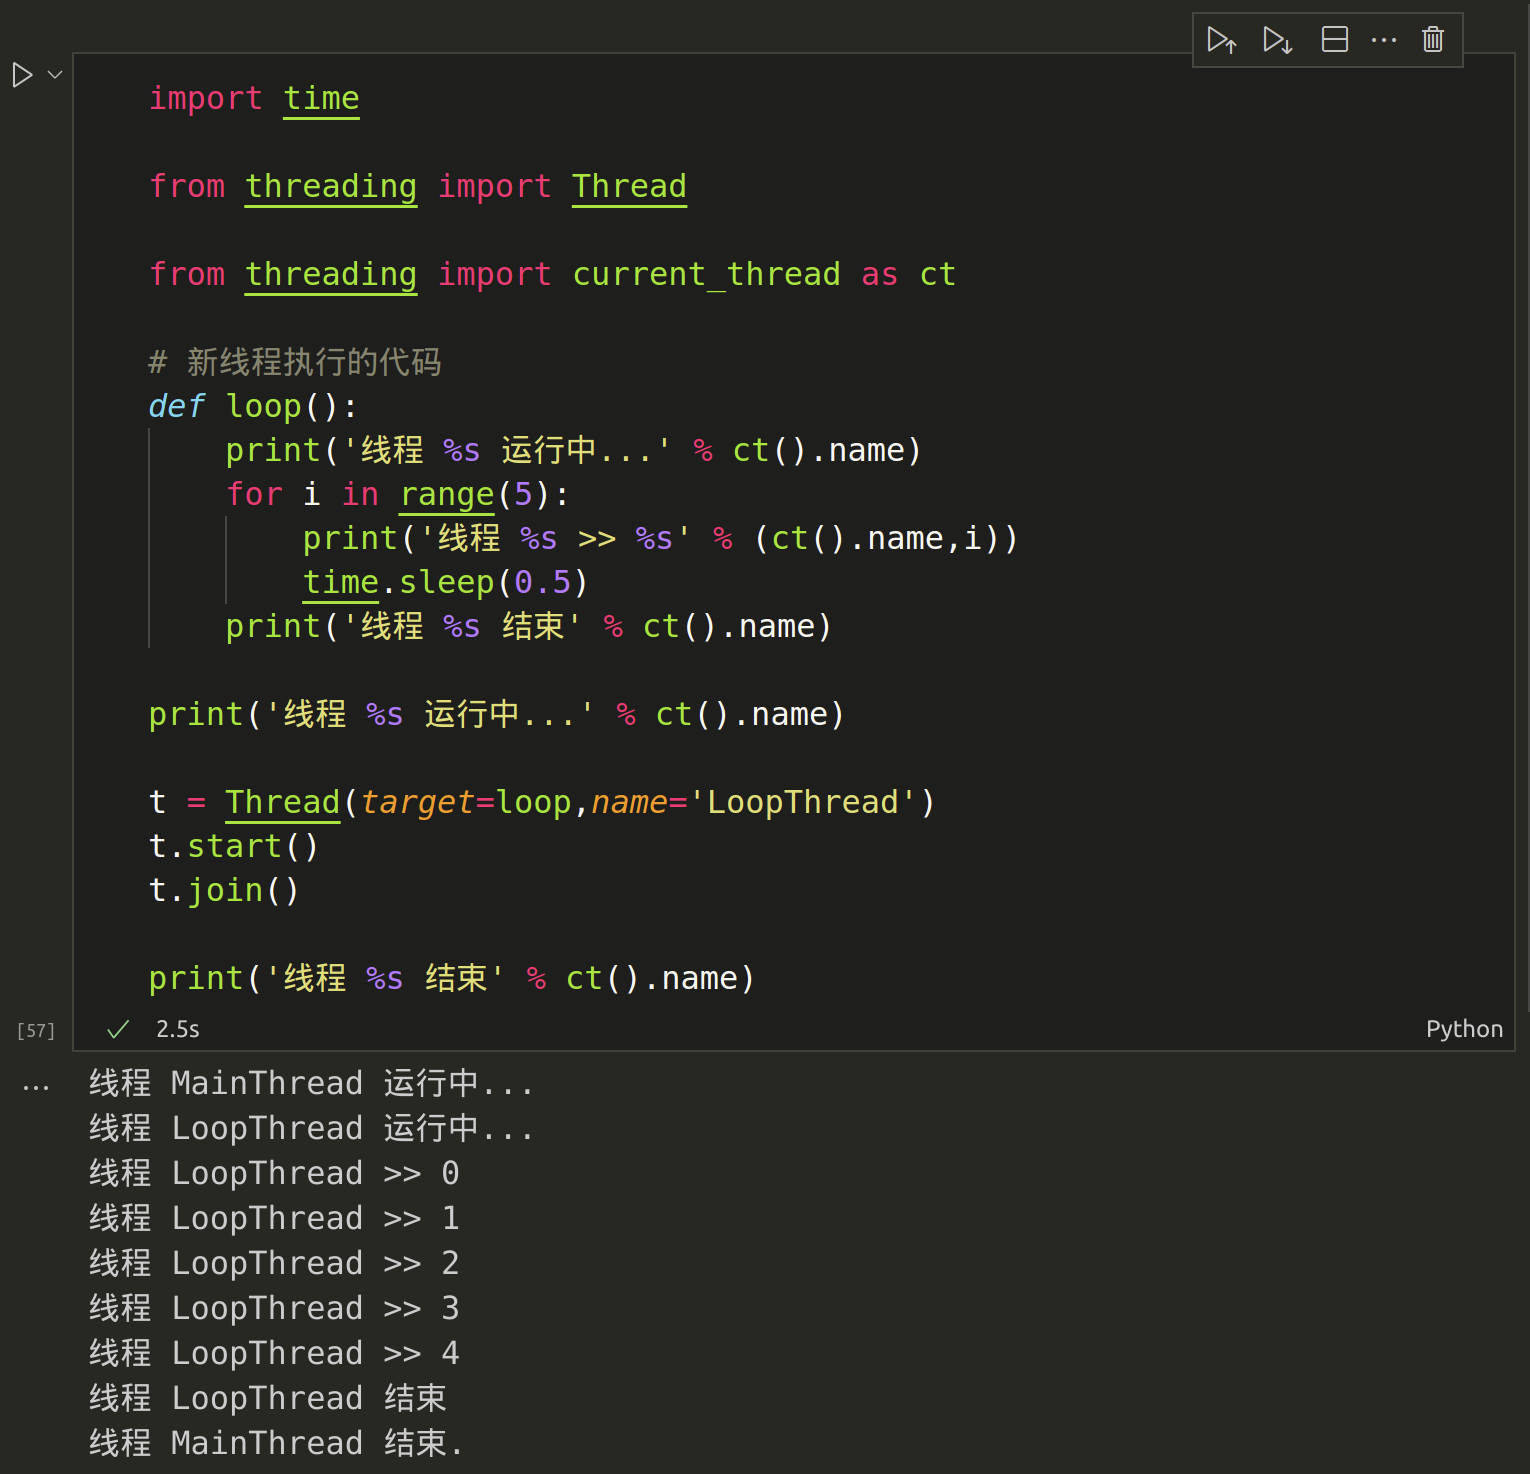 import time
from threading import Thread
from threading import current_thread as ct
# 新线程执行的代码
def loop():
print('线程 %s 运行中...' % ct().name)
for i in range(5):
print('线程 %s >> %s' % (ct().name,i))
time.sleep(0.5)
print('线程 %s 结束' % ct().name)
print('线程 %s 运行中...' % ct().name)
t = Thread(target=loop,name='LoopThread')
t.start()
t.join()
print('线程 %s 结束' % ct().name)
[57] 2.5s Python
线程 MainThread 运行中...
线程 LoopThread 运行中...
线程 LoopThread >> 0
线程 LoopThread >> 1
线程 LoopThread >> 2
线程 LoopThread >> 3
线程 LoopThread >> 4
线程 LoopThread 结束
线程 MainThread 结束.